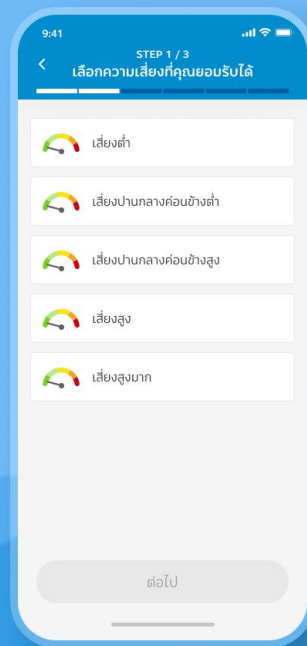 9:41
STEP 1 / 3
เลือกความเสี่ยงที่คุณยอมรับได้
เสี่ยงต่ำ
เสี่ยงปานกลางค่อนข้างต่ำ
เสี่ยงปานกลางค่อนข้างสูง
เสี่ยงสูง
เสี่ยงสูงมาก
ต่อไป